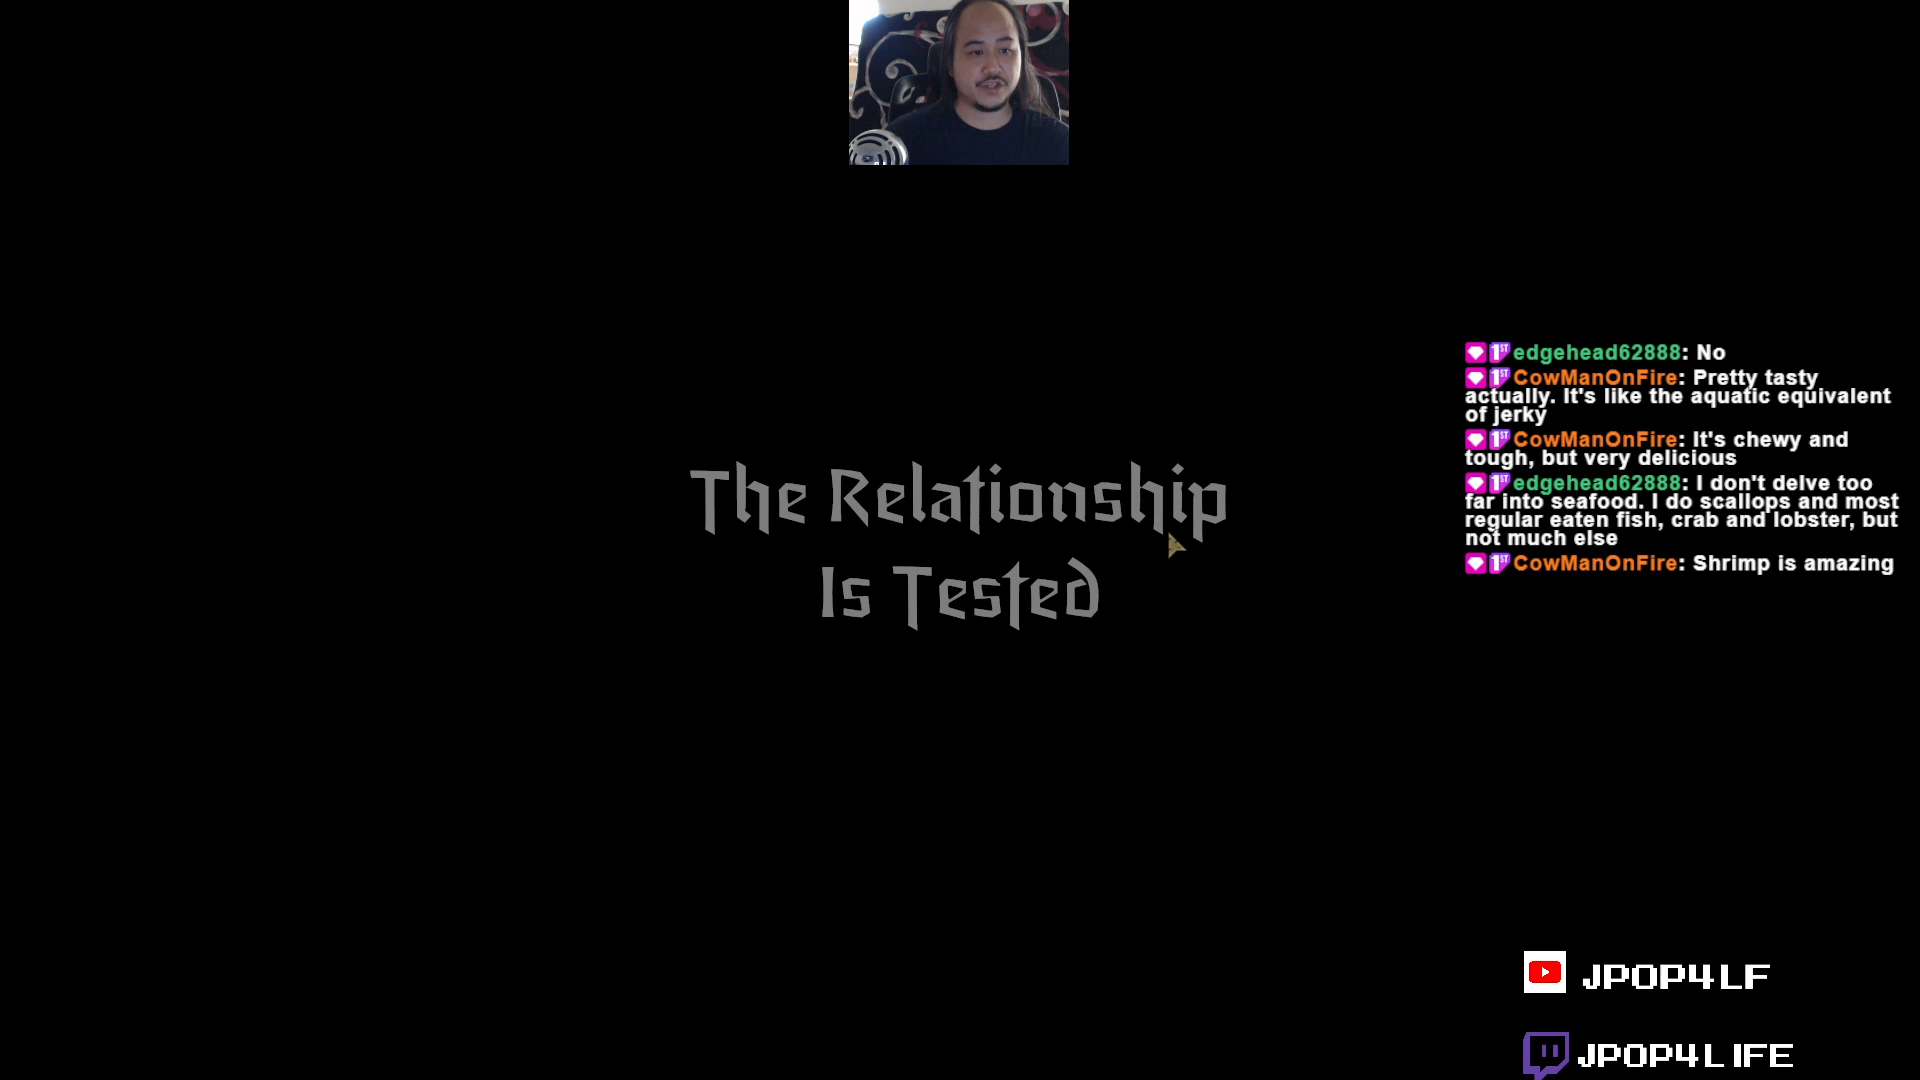 The Relationship
Is Tested
edgehead62888: No
CowManOnFire: Pretty tasty
actually. It's like the aquatic equivalent
of jerky
CowManOnFire: It's chewy and
tough, but very delicious
edgehead62888: I don't delve too
far into seafood. I do scallops and most
regular eaten fish, crab and lobster, but
not much else
CowManOnFire: Shrimp is amazing
JPOP4LF
JPOP4LIFE